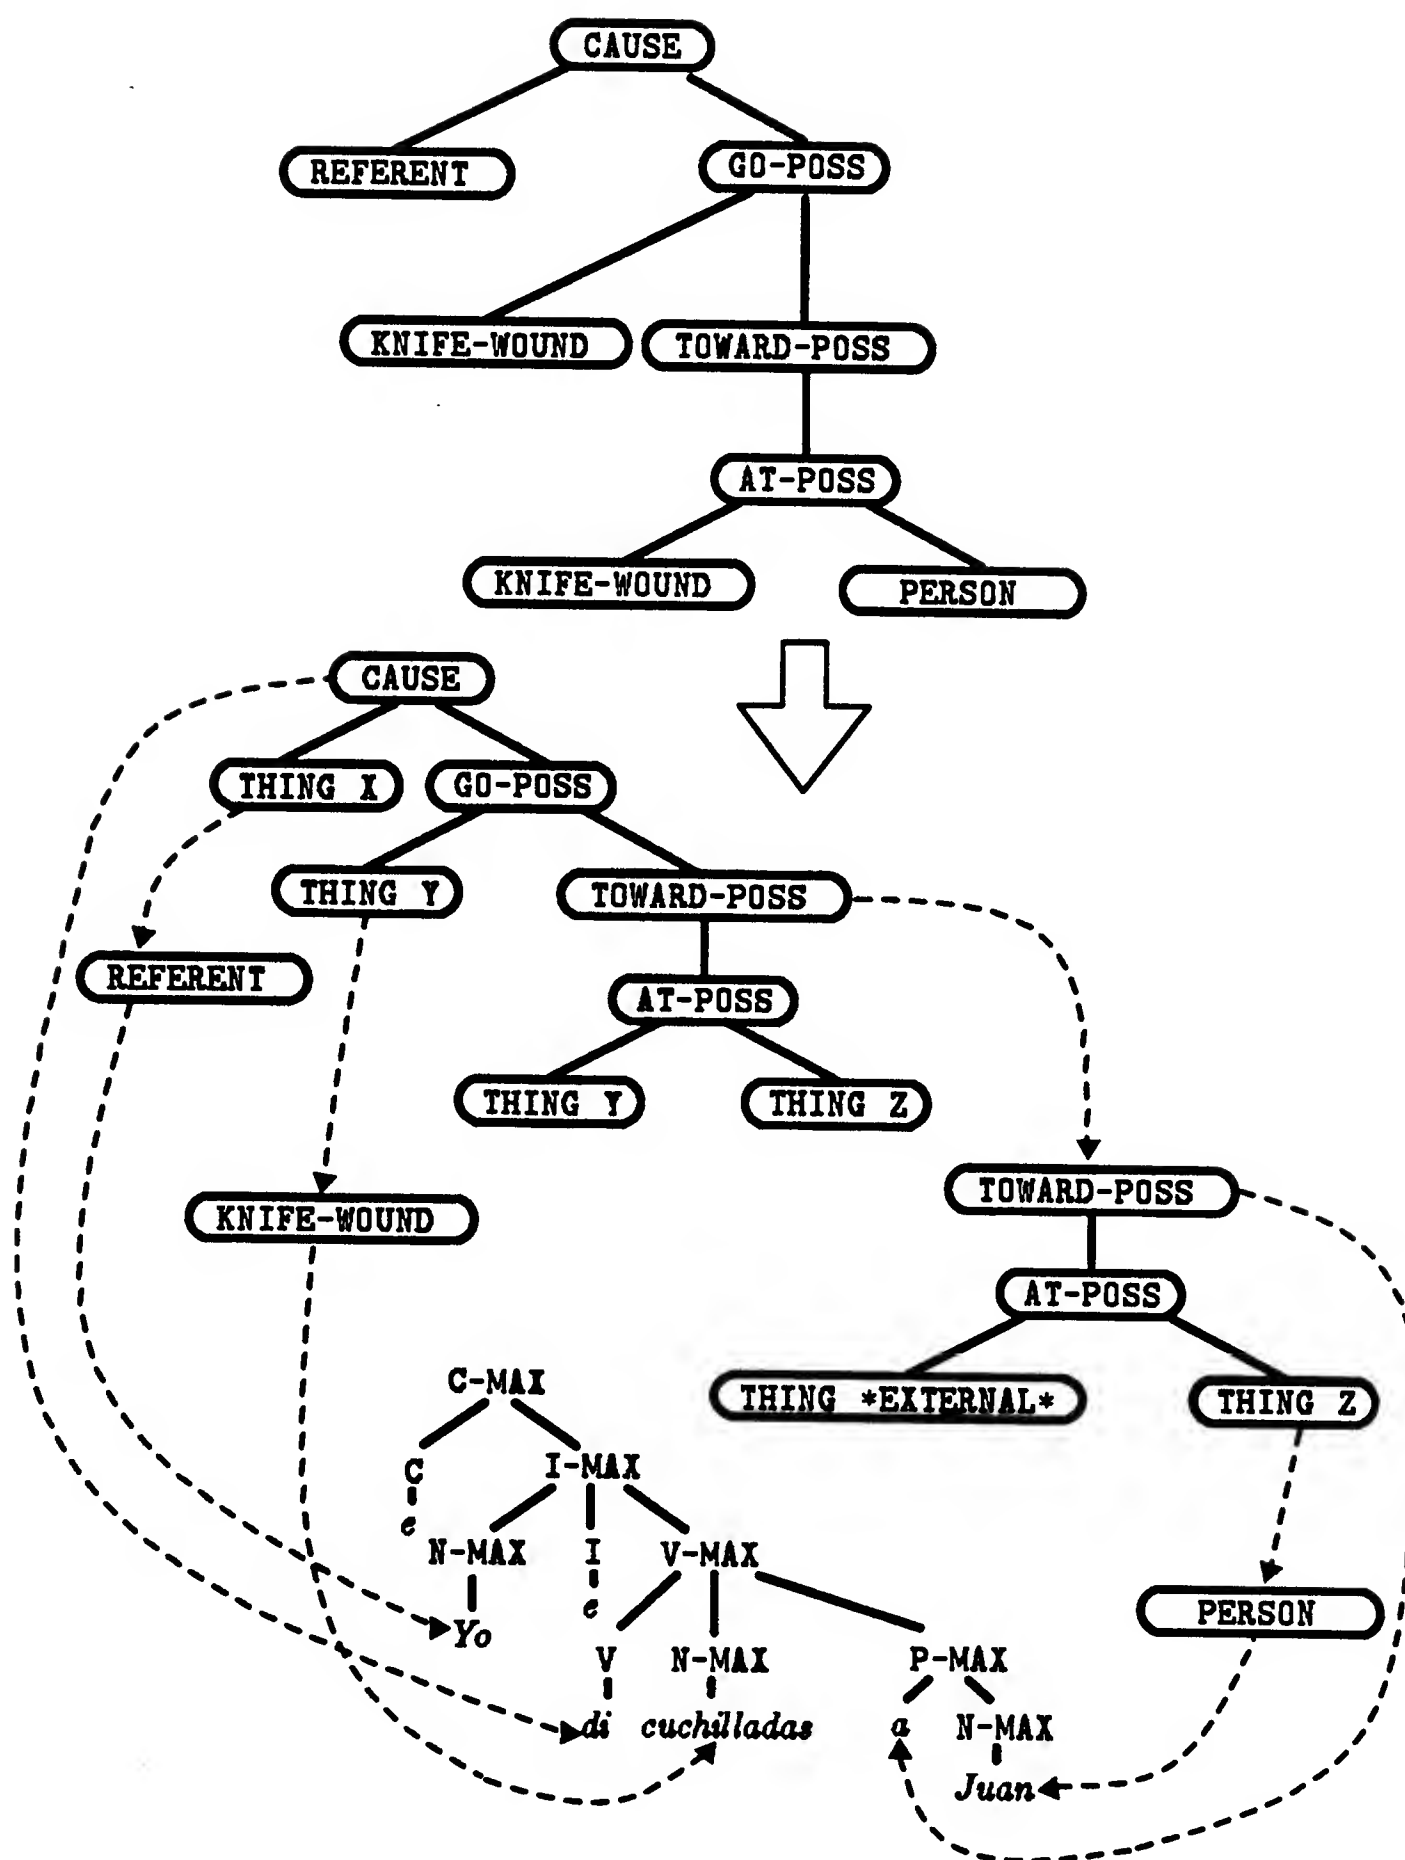 CAUSE
REFERENT GO-POSS
KNIFE-WOUND TOWARD-POSS
AT-POSS
KNIFE-WOUND PERSON
CAUSE
THING X GO-POSS
THING Y TOWARD-POSS
REFERENT
AT-POSS
THING Y THING Z
KNIFE-WOUND TOWARD-POSS
AT-POSS
C-MAX THING *EXTERNAL* THING Z
C I-MAX
e
N-MAX I V-MAX
e
Yo PERSON
V N-MAX P-MAX
di cuchilladas a N-MAX
Juan